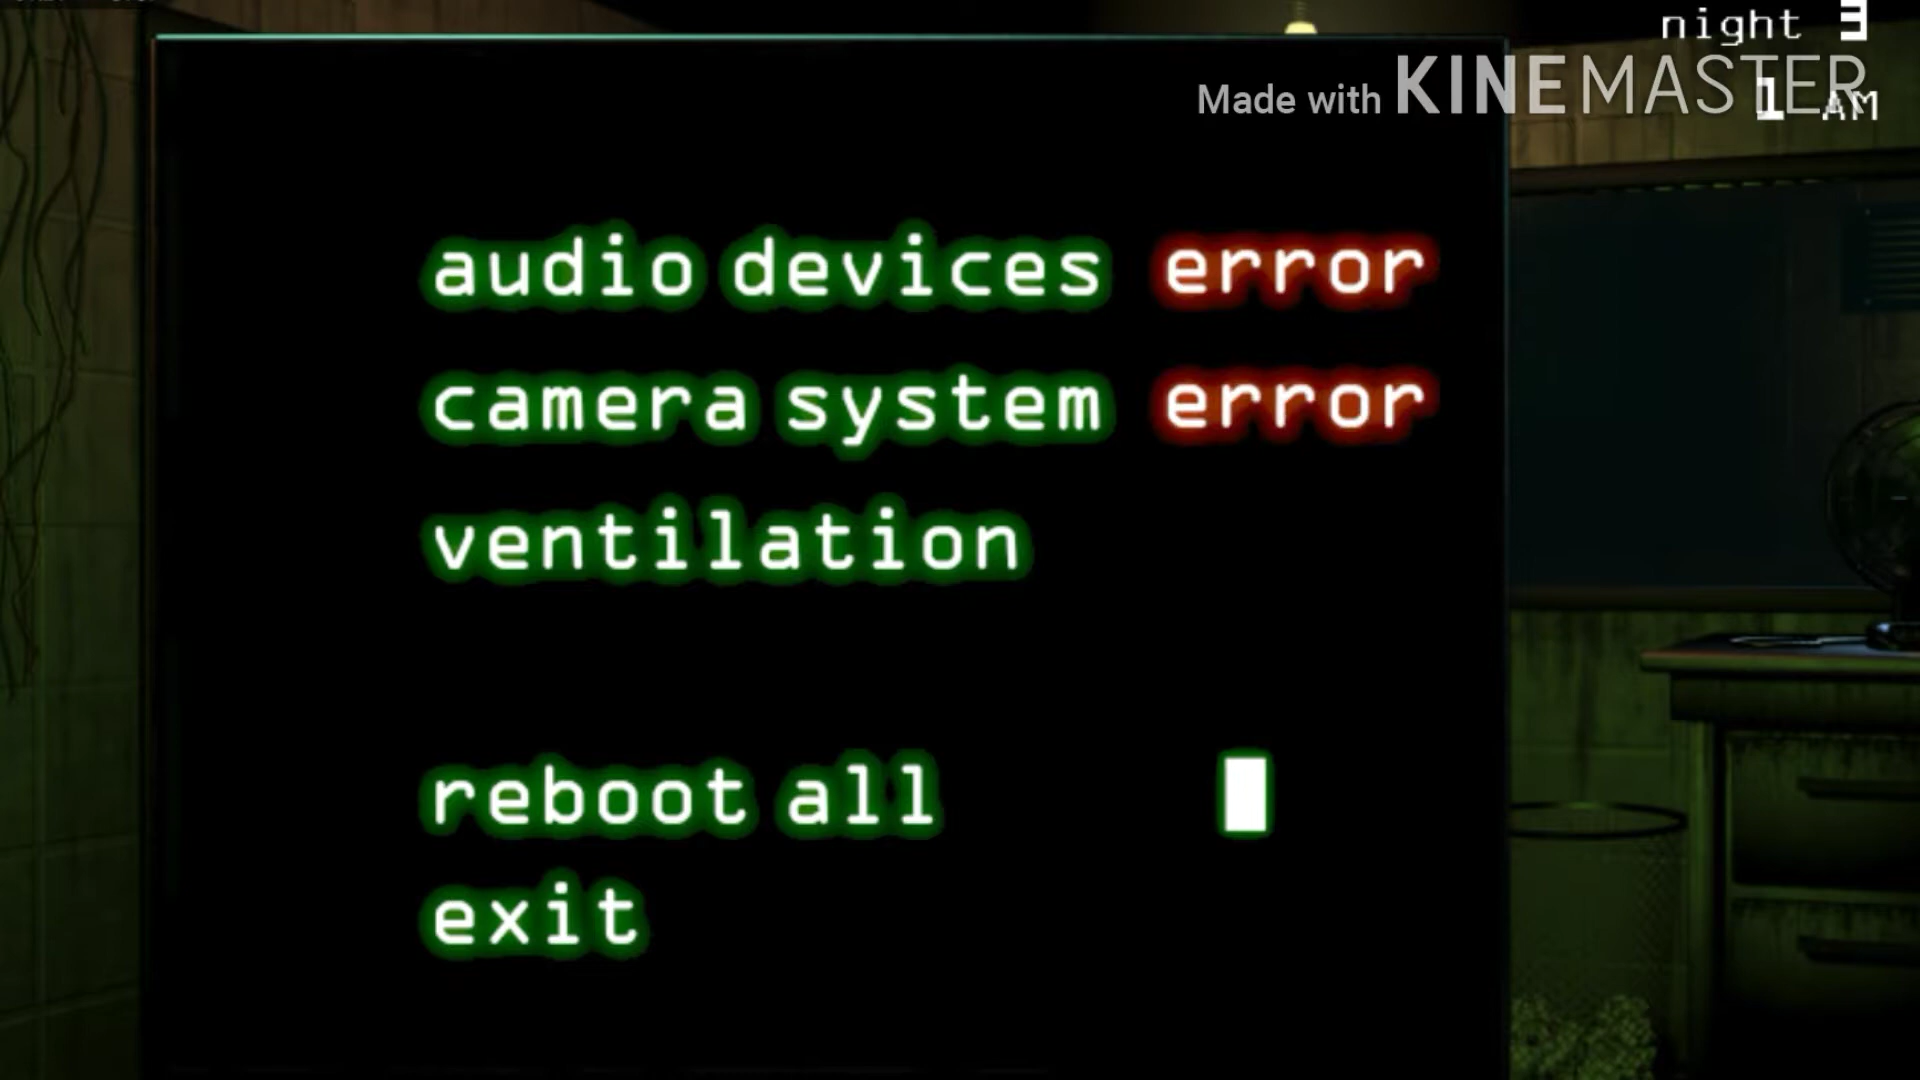 night 3
Made with KINEMASTER
1 AM
audio devices error
camera system error
ventilation
reboot all
exit